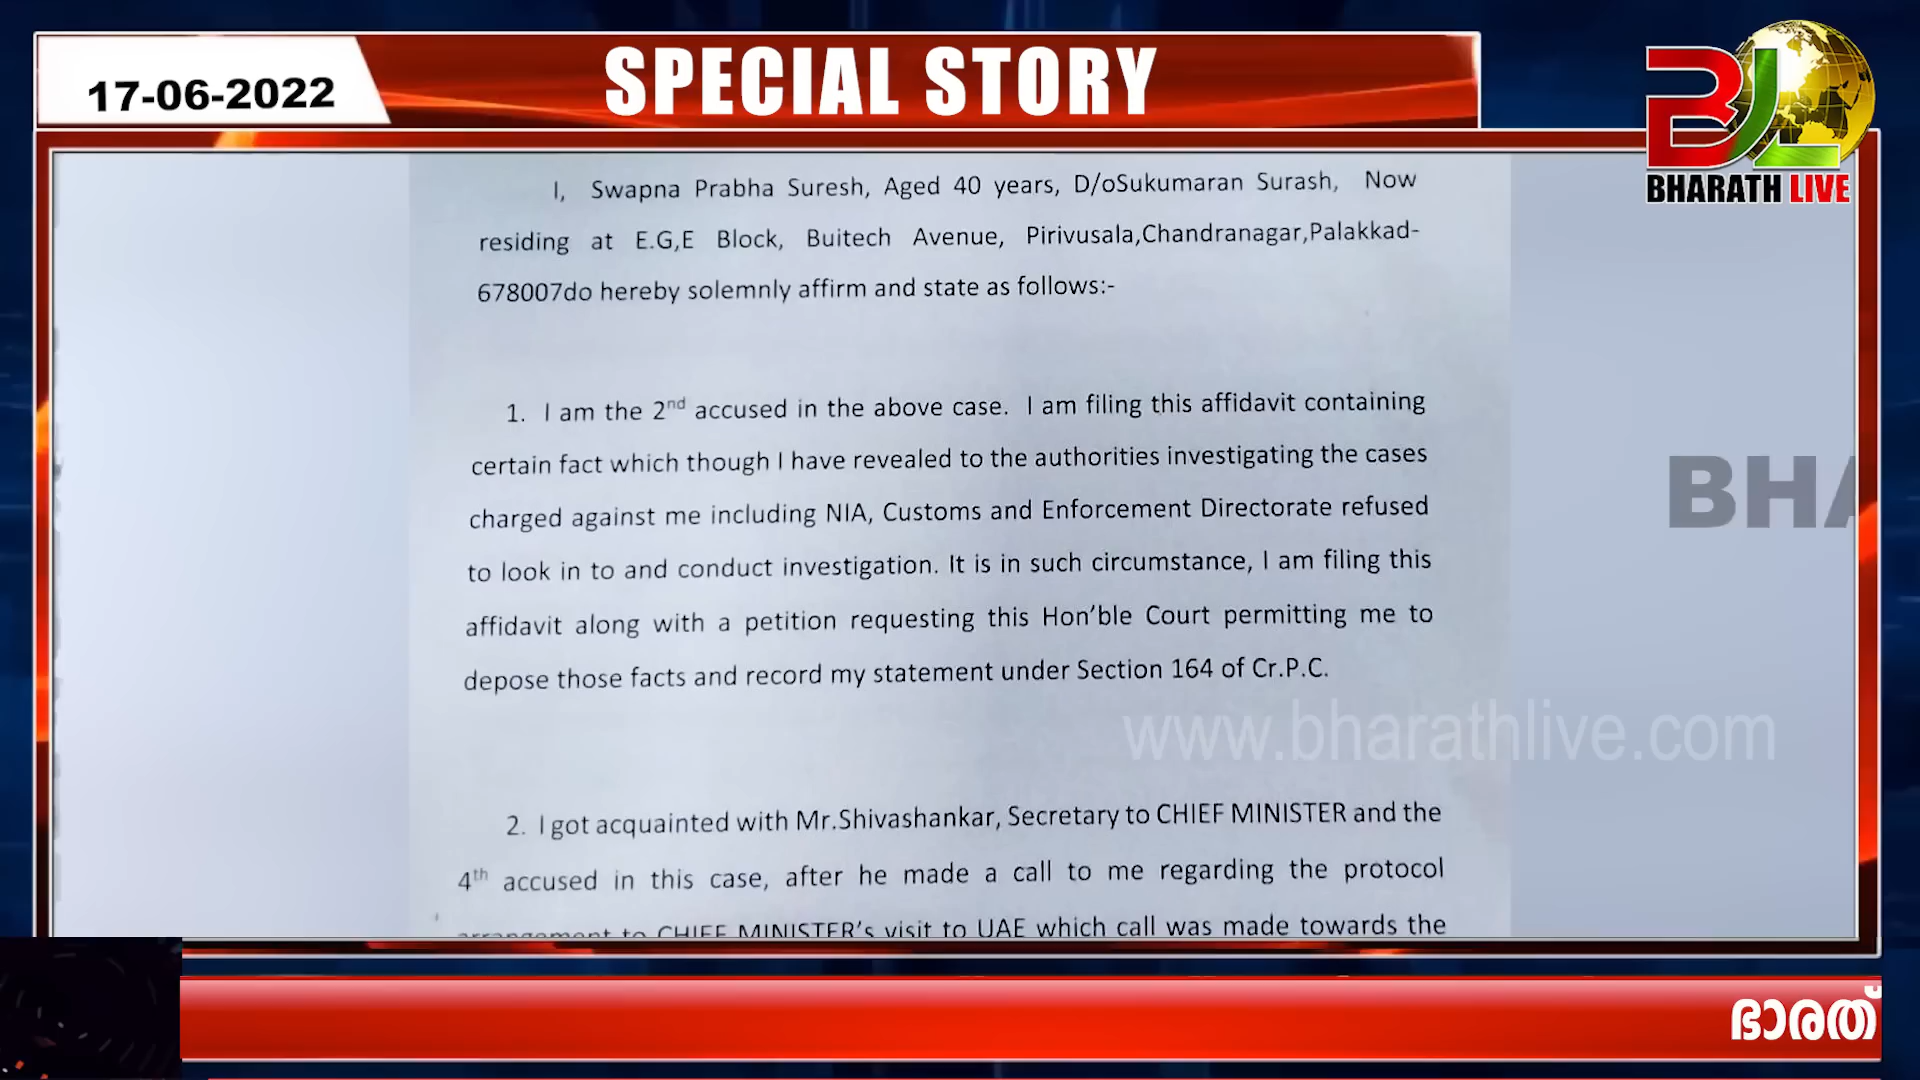 17-06-2022
SPECIAL STORY
BL
BHARATH LIVE
I, Swapna Prabha Suresh, Aged 40 years, D/oSukumaran Surash, Now
residing at E.G,E Block, Buitech Avenue, Pirivusala,Chandranagar,Palakkad-
678007do hereby solemnly affirm and state as follows:-
1. I am the 2nd accused in the above case. I am filing this affidavit containing
certain fact which though I have revealed to the authorities investigating the cases
charged against me including NIA, Customs and Enforcement Directorate refused
to look in to and conduct investigation. It is in such circumstance, I am filing this
affidavit along with a petition requesting this Hon'ble Court permitting me to
depose those facts and record my statement under Section 164 of Cr.P.C.
2. I got acquainted with Mr.Shivashankar, Secretary to CHIEF MINISTER and the
4th accused in this case, after he made a call to me regarding the protocol
arrangement to CHIEF MINISTER's visit to UAE which call was made towards the
BHA
www.bharathlive.com
ഭാരത്